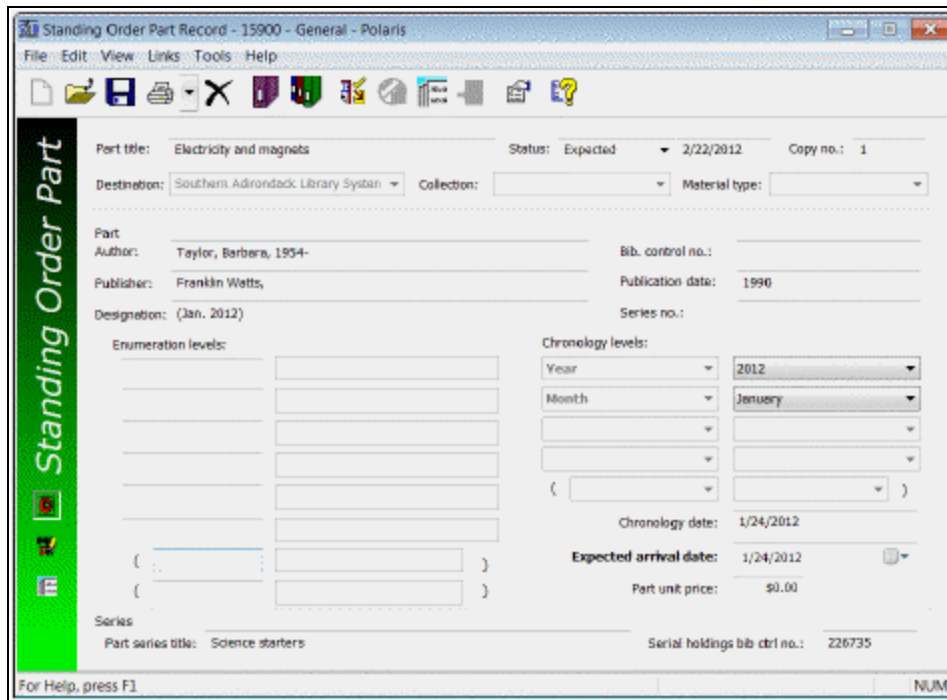 Standing Order Part Record - 15900 - General - Polaris
File Edit View Links Tools Help
Standing Order Part
Part title: Electricity and magnets Status: Expected 2/22/2012 Copy no.: 1
Destination: Southern Adirondack Library System Collection: Material type:
Part
Author: Taylor, Barbara, 1954- Bib. control no.:
Publisher: Franklin Watts, Publication date: 1990
Designation: (Jan. 2012) Series no.:
Enumeration levels: Chronology levels:
Year 2012
Month January
( )
Chronology date: 1/24/2012
( ) Expected arrival date: 1/24/2012
( ) Part unit price: $0.00
Series
Part series title: Science starters Serial holdings bib ctrl no.: 226735
For Help, press F1 NUM